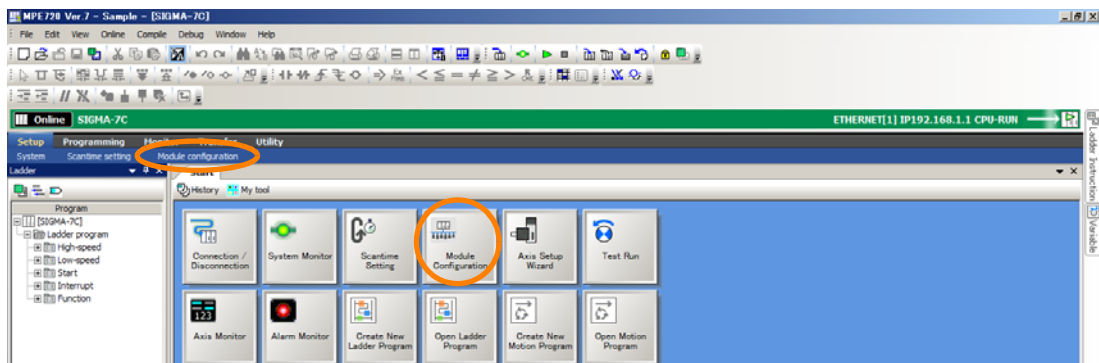 MPE720 Ver.7 - Sample - [SIGMA-7C]
File Edit View Online Compile Debug Window Help
Online SIGMA-7C ETHERNET[1] IP192.168.1.1 CPU-RUN
Setup Programming Monitor Transfer Utility
System Scantime setting Module configuration
Ladder
Start
History My tool
Program
[SIGMA-7C]
Ladder program
High-speed
Low-speed
Start
Interrupt
Function
Connection /
Disconnection
System Monitor
Scantime
Setting
Module
Configuration
Axis Setup
Wizard
Test Run
123
Axis Monitor
Alarm Monitor
Create New
Ladder Program
Open Ladder
Program
Create New
Motion Program
Open Motion
Program
Ladder Instruction
Variable